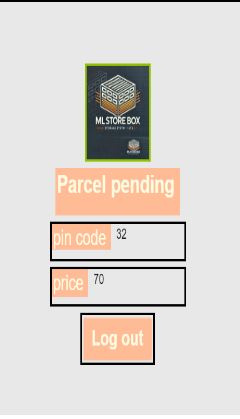 ML STORE BOX
Parcel pending
pin code 32
price 70
Log out